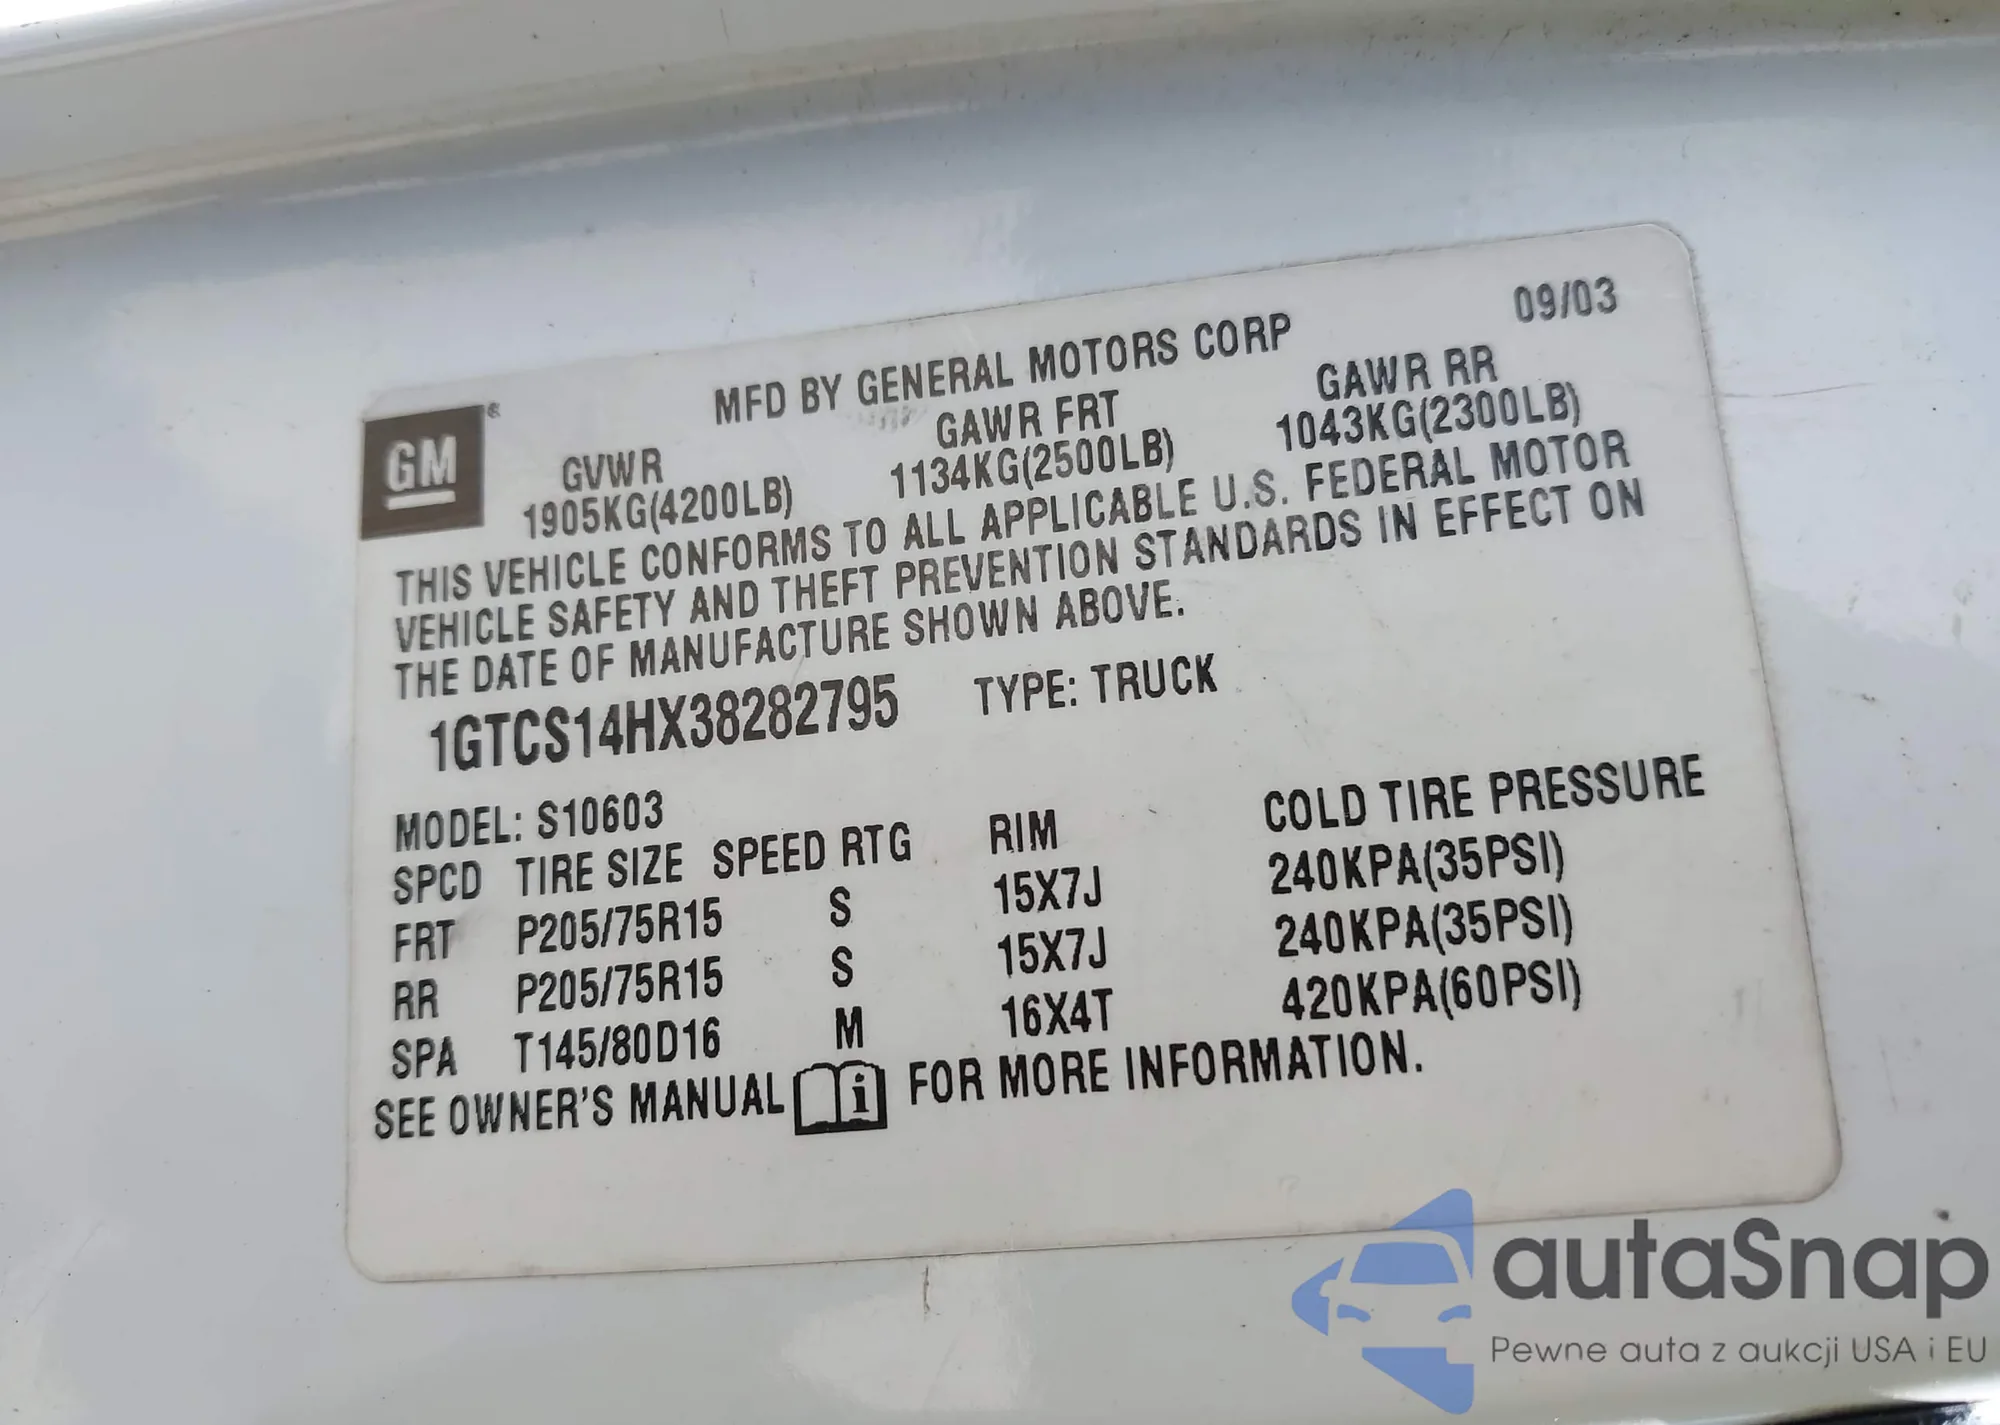 09/03
MFD BY GENERAL MOTORS CORP
GM®
GVWR GAWR FRT GAWR RR
1905KG(4200LB) 1134KG(2500LB) 1043KG(2300LB)
THIS VEHICLE CONFORMS TO ALL APPLICABLE U.S. FEDERAL MOTOR
VEHICLE SAFETY AND THEFT PREVENTION STANDARDS IN EFFECT ON
THE DATE OF MANUFACTURE SHOWN ABOVE.
1GTCS14HX38282795 TYPE: TRUCK
MODEL: S10603
SPCD TIRE SIZE SPEED RTG RIM COLD TIRE PRESSURE
FRT P205/75R15 S 15X7J 240KPA(35PSI)
RR P205/75R15 S 15X7J 240KPA(35PSI)
SPA T145/80D16 M 16X4T 420KPA(60PSI)
SEE OWNER'S MANUAL i FOR MORE INFORMATION.
autaSnap
Pewne auta z aukcji USA i EU